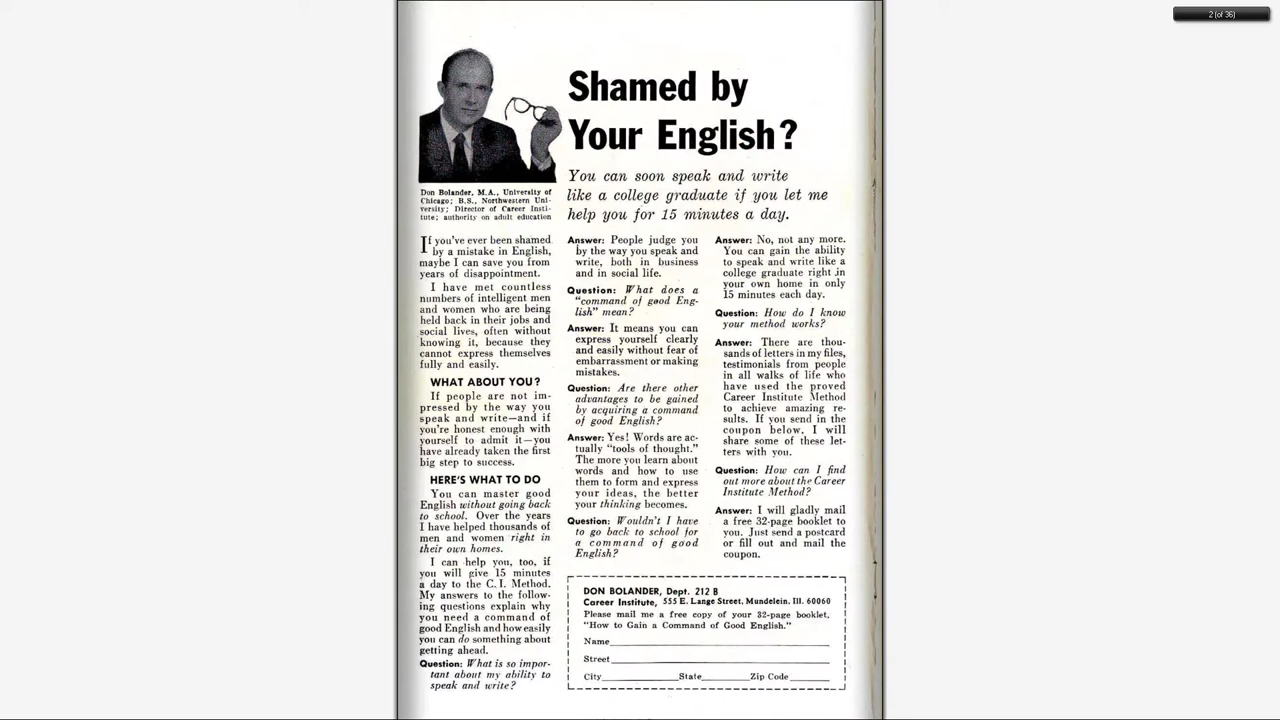 2 (of 36)
Shamed by
Your English?
You can soon speak and write
like a college graduate if you let me
help you for 15 minutes a day.
Don Bolander, M.A., University of
Chicago; B.S., Northwestern Uni-
versity; Director of Career Insti-
tute; authority on adult education
If you've ever been shamed
by a mistake in English,
maybe I can save you from
years of disappointment.
I have met countless
numbers of intelligent men
and women who are being
held back in their jobs and
social lives, often without
knowing it, because they
cannot express themselves
fully and easily.
WHAT ABOUT YOU?
If people are not im-
pressed by the way you
speak and write—and if
you're honest enough with
yourself to admit it—you
have already taken the first
big step to success.
HERE'S WHAT TO DO
You can master good
English without going back
to school. Over the years
I have helped thousands of
men and women right in
their own homes.
I can help you, too, if
you will give 15 minutes
a day to the C.I. Method.
My answers to the follow-
ing questions explain why
you need a command of
good English and how easily
you can do something about
getting ahead.
Question: What is so impor-
tant about my ability to
speak and write?
Answer: People judge you
by the way you speak and
write, both in business
and in social life.
Question: What does a
"command of good Eng-
lish" mean?
Answer: It means you can
express yourself clearly
and easily without fear of
embarrassment or making
mistakes.
Question: Are there other
advantages to be gained
by acquiring a command
of good English?
Answer: Yes! Words are ac-
tually "tools of thought."
The more you learn about
words and how to use
them to form and express
your ideas, the better
your thinking becomes.
Question: Wouldn't I have
to go back to school for
a command of good
English?
Answer: No, not any more.
You can gain the ability
to speak and write like a
college graduate right in
your own home in only
15 minutes each day.
Question: How do I know
your method works?
Answer: There are thou-
sands of letters in my files,
testimonials from people
in all walks of life who
have used the proved
Career Institute Method
to achieve amazing re-
sults. If you send in the
coupon below. I will
share some of these let-
ters with you.
Question: How can I find
out more about the Career
Institute Method?
Answer: I will gladly mail
a free 32-page booklet to
you. Just send a postcard
or fill out and mail the
coupon.
DON BOLANDER, Dept. 212 B
Career Institute, 555 E. Lange Street, Mundelein, Ill. 60060
Please mail me a free copy of your 32-page booklet,
"How to Gain a Command of Good English."
Name
Street
City State Zip Code